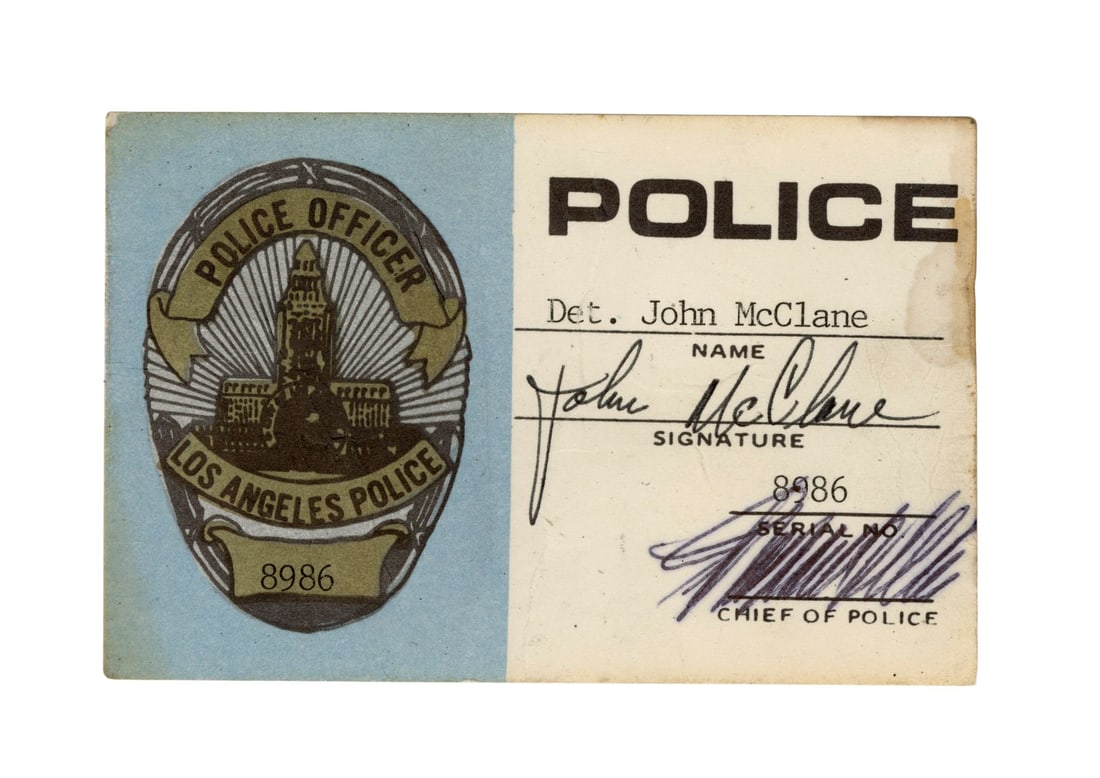 POLICE OFFICER
LOS ANGELES POLICE
8986
POLICE
Det. John McClane
NAME
John McClane
SIGNATURE
8986
SERIAL NO.
CHIEF OF POLICE